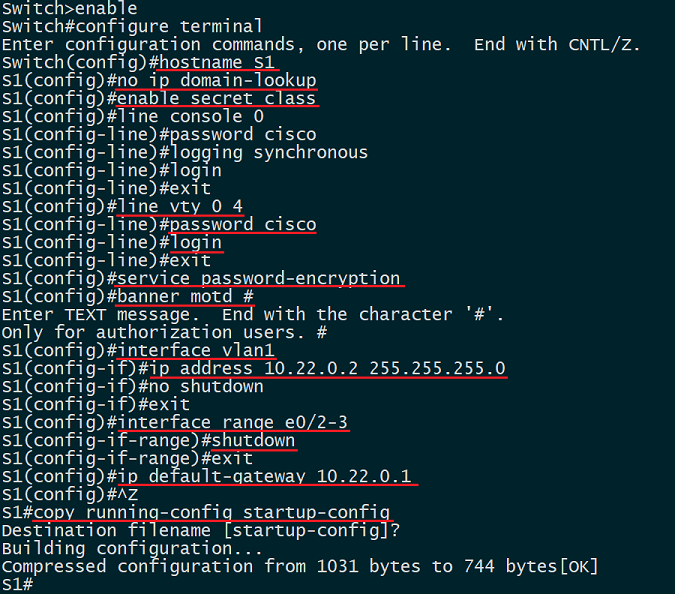 Switch>enable
Switch#configure terminal
Enter configuration commands, one per line.  End with CNTL/Z.
Switch(config)#hostname S1
S1(config)#no ip domain-lookup
S1(config)#enable secret class
S1(config)#line console 0
S1(config-line)#password cisco
S1(config-line)#logging synchronous
S1(config-line)#login
S1(config-line)#exit
S1(config)#line vty 0 4
S1(config-line)#password cisco
S1(config-line)#login
S1(config-line)#exit
S1(config)#service password-encryption
S1(config)#banner motd #
Enter TEXT message.  End with the character '#'.
Only for authorization users. #
S1(config)#interface vlan1
S1(config-if)#ip address 10.22.0.2 255.255.255.0
S1(config-if)#no shutdown
S1(config-if)#exit
S1(config)#interface range e0/2-3
S1(config-if-range)#shutdown
S1(config-if-range)#exit
S1(config)#ip default-gateway 10.22.0.1
S1(config)#^Z
S1#copy running-config startup-config
Destination filename [startup-config]?
Building configuration...
Compressed configuration from 1031 bytes to 744 bytes[OK]
S1#